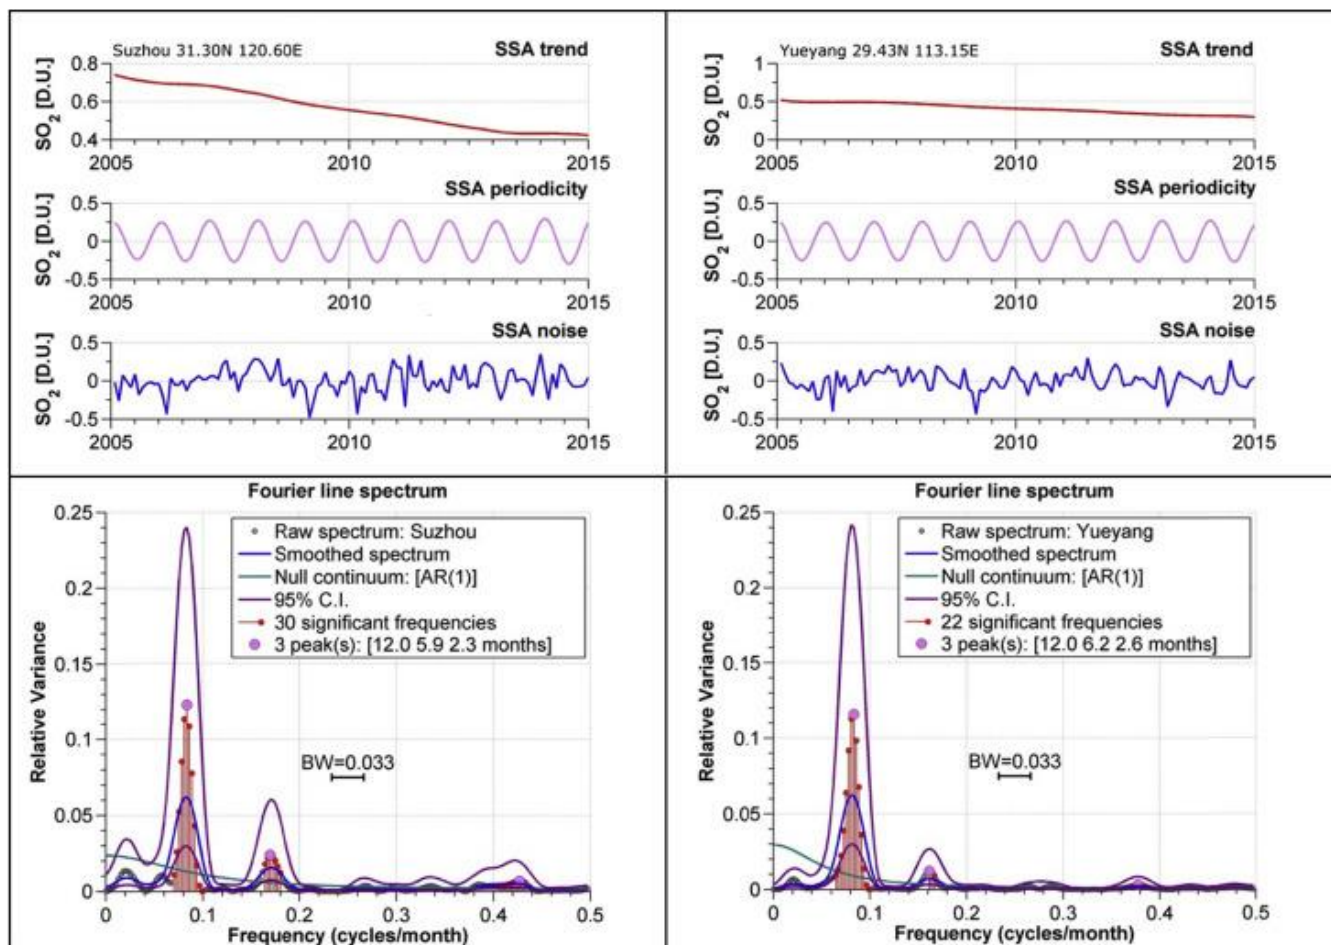 Suzhou 31.30N 120.60E
SSA trend
SO2 [D.U.]
0.8
0.6
0.4
2005
2010
2015
SSA periodicity
SO2 [D.U.]
0.5
0
-0.5
2005
2010
2015
SSA noise
SO2 [D.U.]
0.5
0
-0.5
2005
2010
2015
Yueyang 29.43N 113.15E
SSA trend
SO2 [D.U.]
1
0.5
0
2005
2010
2015
SSA periodicity
SO2 [D.U.]
0.5
0
-0.5
2005
2010
2015
SSA noise
SO2 [D.U.]
0.5
0
-0.5
2005
2010
2015
Fourier line spectrum
Relative Variance
0.25
0.2
0.15
0.1
0.05
0
Raw spectrum: Suzhou
Smoothed spectrum
Null continuum: [AR(1)]
95% C.I.
30 significant frequencies
3 peak(s): [12.0 5.9 2.3 months]
BW=0.033
0
0.1
0.2
0.3
0.4
0.5
Frequency (cycles/month)
Fourier line spectrum
Relative Variance
0.25
0.2
0.15
0.1
0.05
0
Raw spectrum: Yueyang
Smoothed spectrum
Null continuum: [AR(1)]
95% C.I.
22 significant frequencies
3 peak(s): [12.0 6.2 2.6 months]
BW=0.033
0
0.1
0.2
0.3
0.4
0.5
Frequency (cycles/month)